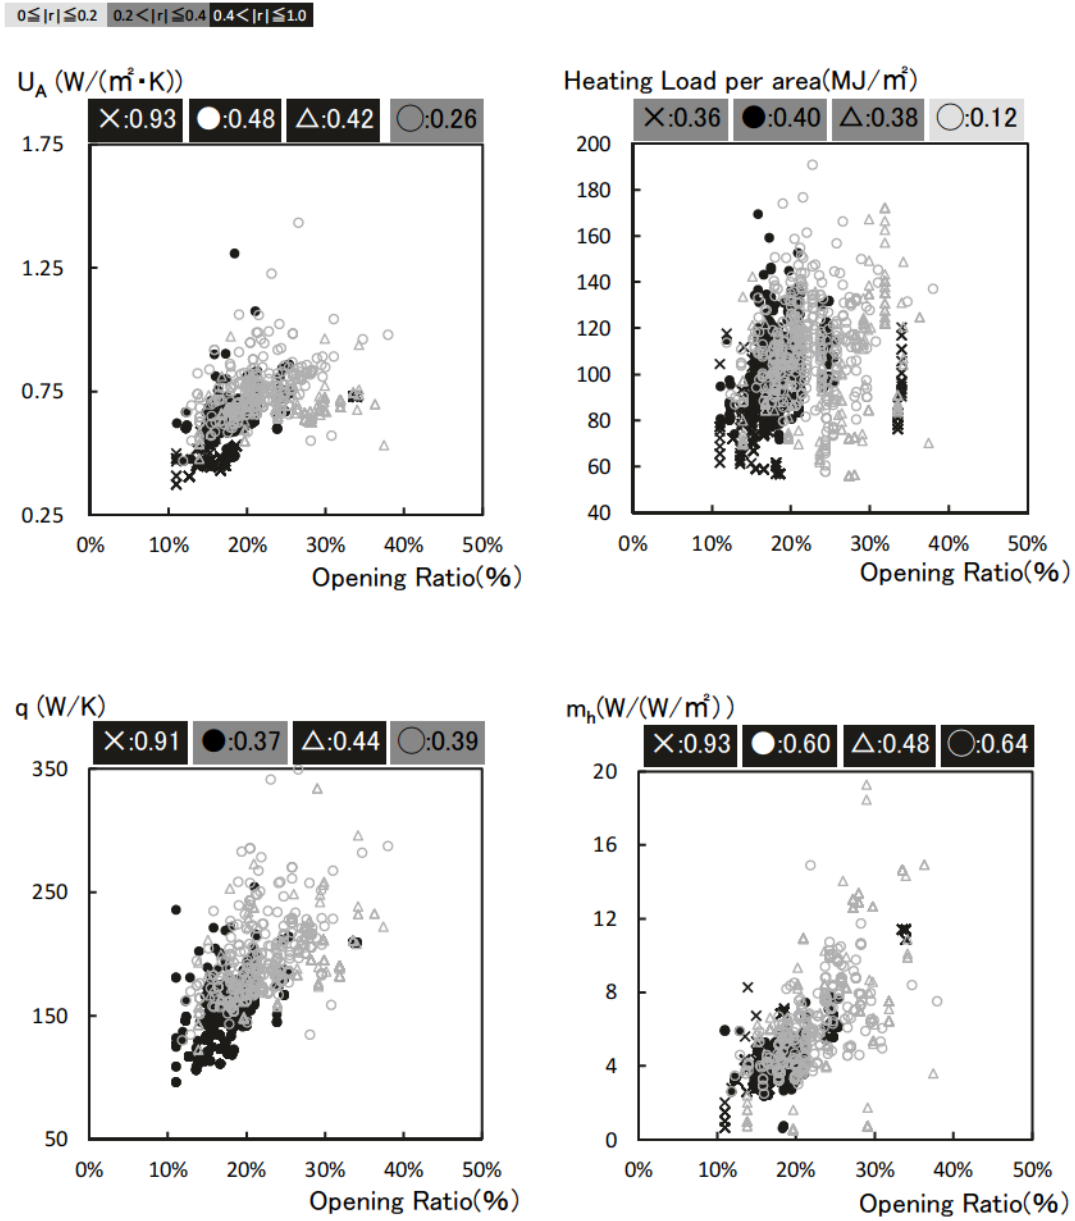 0≦|r|≦0.2 0.2<|r|≦0.4 0.4<|r|≦1.0
U_A (W/(㎡・K))
×:0.93 ●:0.48 △:0.42 ○:0.26
1.75
1.25
0.75
0.25
0% 10% 20% 30% 40% 50%
Opening Ratio(%)
Heating Load per area(MJ/㎡)
×:0.36 ●:0.40 △:0.38 ○:0.12
200
180
160
140
120
100
80
60
40
0% 10% 20% 30% 40% 50%
Opening Ratio(%)
q (W/K)
×:0.91 ●:0.37 △:0.44 ○:0.39
350
250
150
50
0% 10% 20% 30% 40% 50%
Opening Ratio(%)
m_h(W/(W/㎡))
×:0.93 ●:0.60 △:0.48 ○:0.64
20
16
12
8
4
0
0% 10% 20% 30% 40% 50%
Opening Ratio(%)